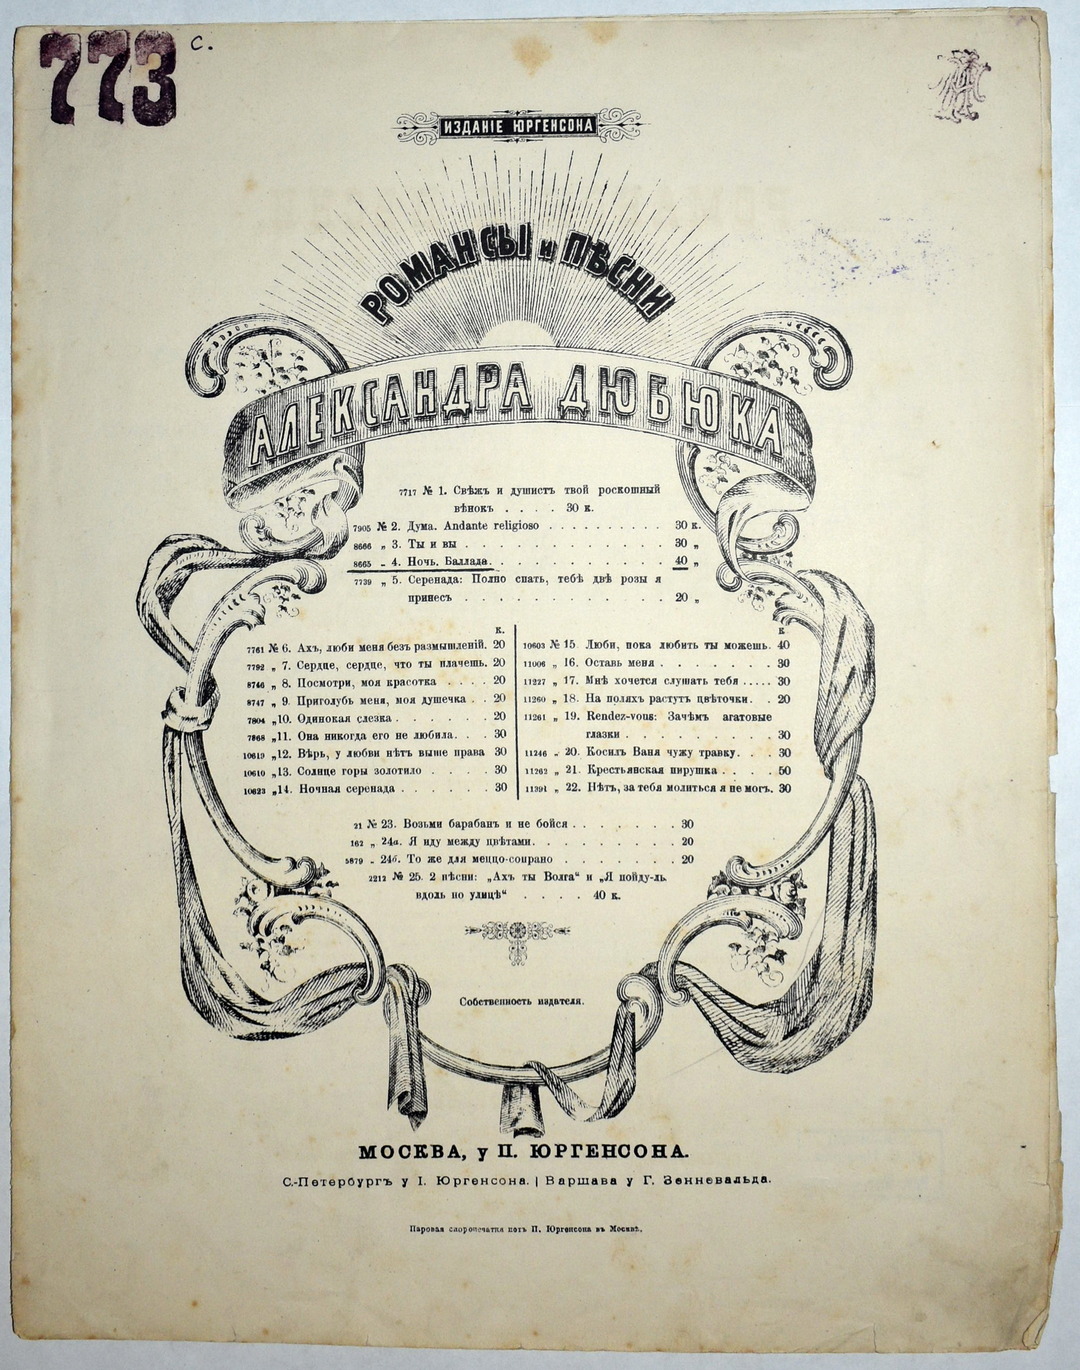 773 с.
ИЗДАНІЕ ЮРГЕНСОНА
РОМАНСЫ и ПѢСНИ
АЛЕКСАНДРА ДЮБЮКА
7717 № 1. Свѣжъ и душистъ твой роскошный
вѣнокъ . . . . 30 к.
7905 № 2. Дума. Andante religioso . . . . . . . . . . 30 к.
8666 „ 3. Ты и вы . . . . . . . . . . . . 30 „
8665 „ 4. Ночь. Баллада. . . . . . . . . . . 40 „
7739 „ 5. Серенада: Полно спать, тебѣ двѣ розы я
принесъ . . . . . . . . . . . . 20 „
к.
7761 № 6. Ахъ, люби меня безъ размышленій. 20
7792 „ 7. Сердце, сердце, что ты плачешь. 20
8746 „ 8. Посмотри, моя красотка . . . . 20
8747 „ 9. Приголубь меня, моя душечка . . 20
7804 „10. Одинокая слезка . . . . . . 20
7868 „11. Она никогда его не любила. . . 30
10619 „12. Вѣрь, у любви нѣтъ выше права 30
10610 „13. Солнце горы золотило . . . . 30
10623 „14. Ночная серенада . . . . . . 30
к
10603 № 15. Люби, пока любить ты можешь. 40
11006 „ 16. Оставь меня . . . . . . . 30
11227 „ 17. Мнѣ хочется слушать тебя ..... 30
11260 „ 18. На поляхъ растутъ цвѣточки. . 20
11261 „ 19. Rendez-vous: Зачѣмъ агатовые
глазки . . . . . . . . . 30
11246 „ 20. Косилъ Ваня чужу травку. . . 30
11262 „ 21. Крестьянская пирушка . . . . 50
11391 „ 22. Нѣтъ, за тебя молиться я не могъ. 30
21 № 23. Возьми барабанъ и не бойся . . . . . . . 30
162 „ 24а. Я иду между цвѣтами. . . . . . . . . 20
5879 „ 24б. То же для меццо-сопрано . . . . . . . 20
2212 № 25. 2 пѣсни: „Ахъ ты Волга“ и „Я пойду-ль
вдоль по улицѣ“ . . . . 40 к.
Собственность издателя.
МОСКВА, у П. ЮРГЕНСОНА.
С.-Петербургъ у І. Юргенсона. | Варшава у Г. Зенневальда.
Паровая скоропечатня нотъ П. Юргенсона въ Москвѣ.